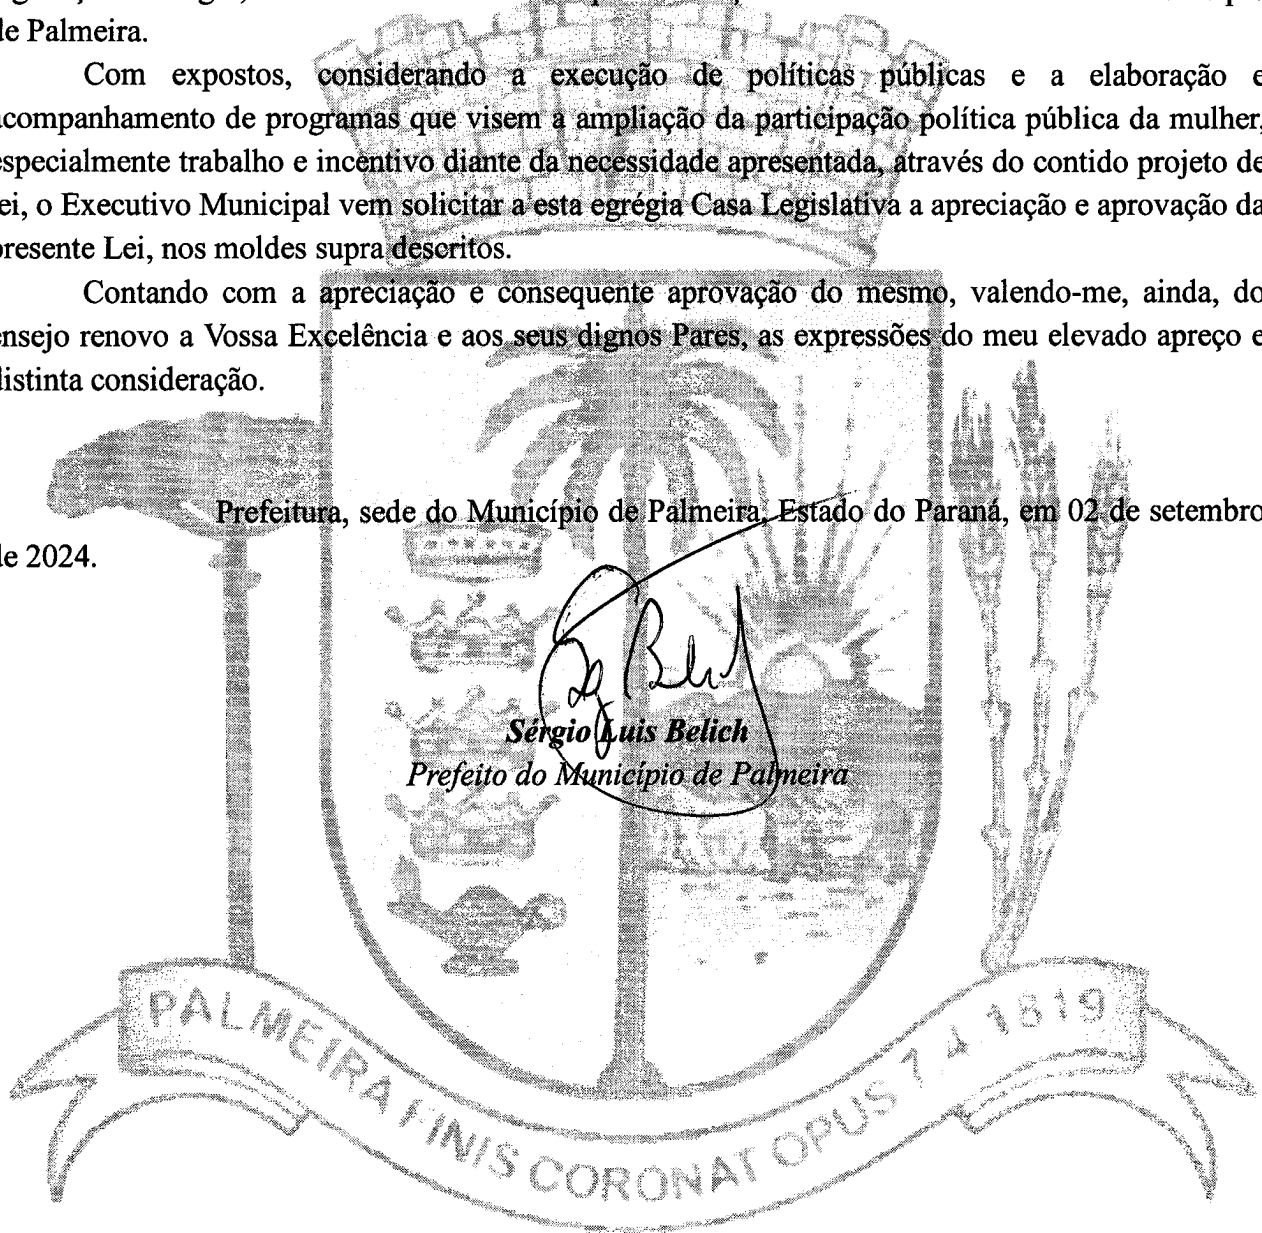 de Palmeira.
Com expostos, considerando a execução de políticas públicas e a elaboração e
acompanhamento de programas que visem a ampliação da participação política pública da mulher,
especialmente trabalho e incentivo diante da necessidade apresentada, através do contido projeto de
lei, o Executivo Municipal vem solicitar a esta egrégia Casa Legislativa a apreciação e aprovação da
presente Lei, nos moldes supra descritos.
Contando com a apreciação e consequente aprovação do mesmo, valendo-me, ainda, do
ensejo renovo a Vossa Excelência e aos seus dignos Pares, as expressões do meu elevado apreço e
distinta consideração.
Prefeitura, sede do Município de Palmeira, Estado do Paraná, em 02 de setembro
de 2024.
Sérgio Luis Belich
Prefeito do Município de Palmeira
PALMEIRA FINIS CORONAT OPUS 7 4 1819